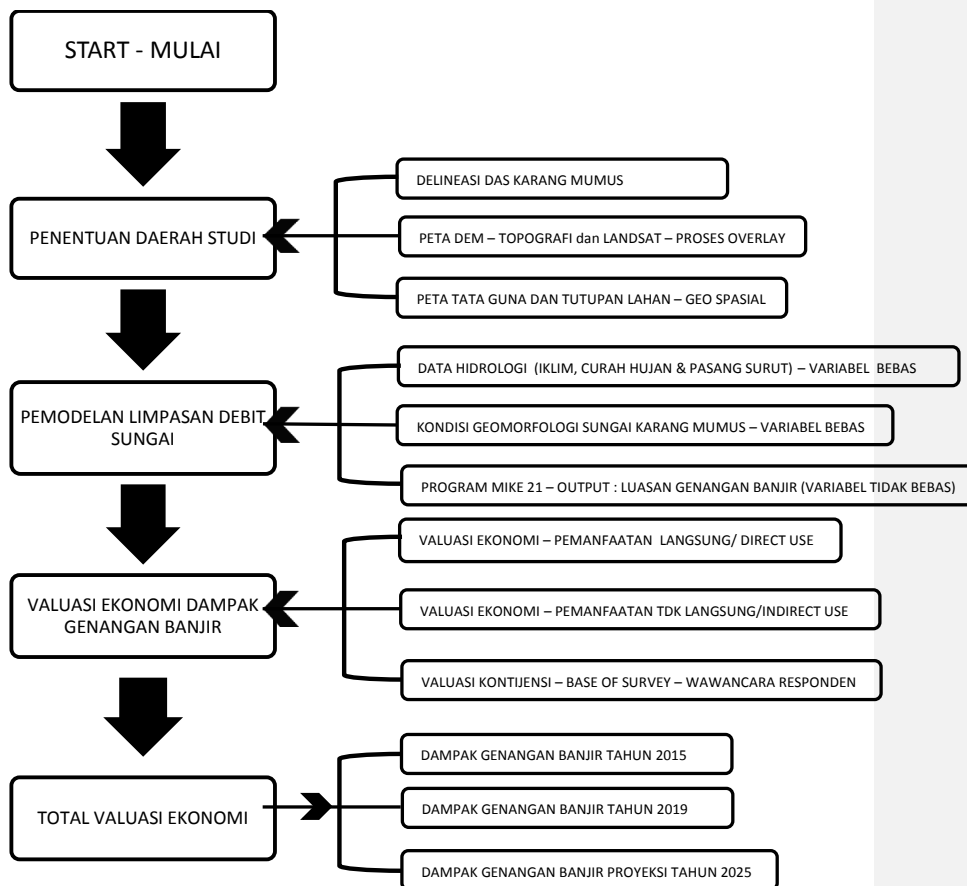 START - MULAI
DELINEASI DAS KARANG MUMUS
PENENTUAN DAERAH STUDI
PETA DEM – TOPOGRAFI dan LANDSAT – PROSES OVERLAY
PETA TATA GUNA DAN TUTUPAN LAHAN – GEO SPASIAL
DATA HIDROLOGI (IKLIM, CURAH HUJAN & PASANG SURUT) – VARIABEL BEBAS
PEMODELAN LIMPASAN DEBIT
SUNGAI
KONDISI GEOMORFOLOGI SUNGAI KARANG MUMUS – VARIABEL BEBAS
PROGRAM MIKE 21 – OUTPUT : LUASAN GENANGAN BANJIR (VARIABEL TIDAK BEBAS)
VALUASI EKONOMI – PEMANFAATAN LANGSUNG/ DIRECT USE
VALUASI EKONOMI DAMPAK
GENANGAN BANJIR
VALUASI EKONOMI – PEMANFAATAN TDK LANGSUNG/INDIRECT USE
VALUASI KONTIJENSI – BASE OF SURVEY – WAWANCARA RESPONDEN
DAMPAK GENANGAN BANJIR TAHUN 2015
TOTAL VALUASI EKONOMI
DAMPAK GENANGAN BANJIR TAHUN 2019
DAMPAK GENANGAN BANJIR PROYEKSI TAHUN 2025